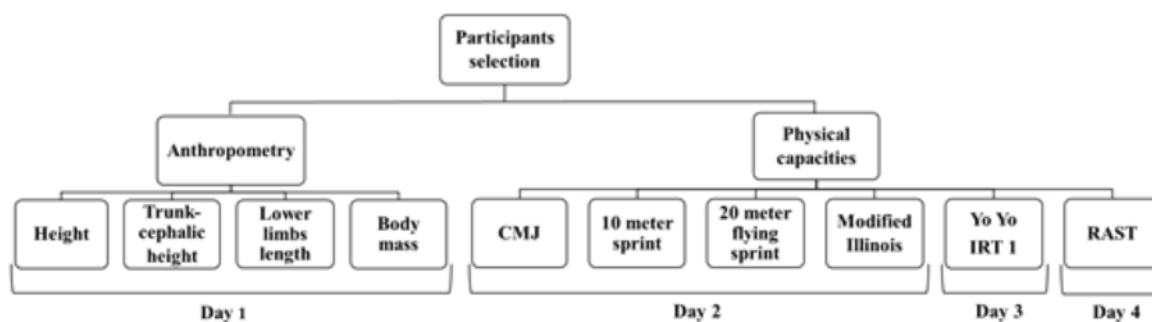 Participants
selection
Anthropometry
Physical
capacities
Height
Trunk-
cephalic
height
Lower
limbs
length
Body
mass
CMJ
10 meter
sprint
20 meter
flying
sprint
Modified
Illinois
Yo Yo
IRT 1
RAST
Day 1
Day 2
Day 3
Day 4